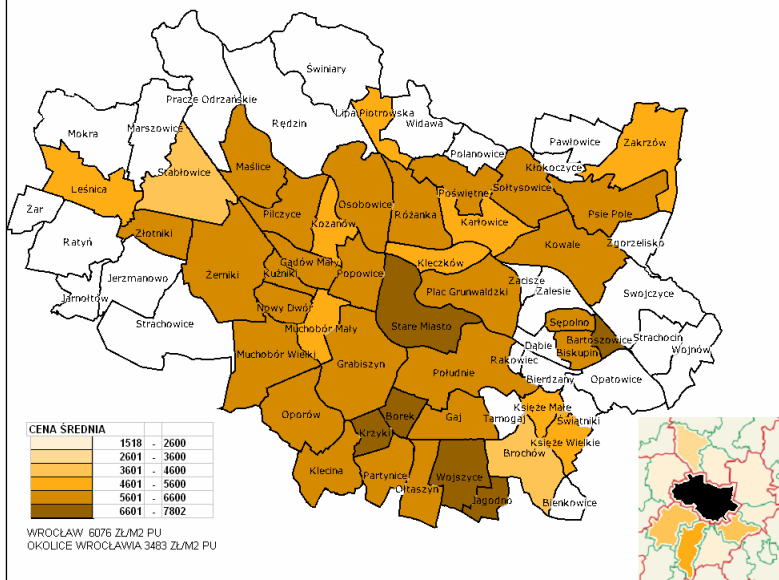 Świniary
Pracze Odrzańskie
Lipa Piotrowska
Rędzin
Widawa
Mokra
Marszowice
Pawłowice
Zakrzów
Polanowice
Kłokoczyce
Maślice
Stabłowice
Leśnica
Poświętne
Sołtysowice
Osobowice
Żar
Pilczyce
Różanka
Psie Pole
Kozanów
Karłowice
Złotniki
Ratyń
Kowale
Zgorzelisko
Gądów Mały
Kleczków
Żerniki
Kuźniki
Popowice
Zacisze
Jerzmanowo
Zalesie
Plac Grunwaldzki
Swojczyce
Jarnołtów
Nowy Dwór
Strachowice
Muchobór Mały
Stare Miasto
Sępolno
Bartoszowice
Strachocin
Dąbie
Biskupin
Wojnów
Muchobór Wielki
Rakowiec
Grabiszyn
Południe
Bierdzany
Opatowice
Księże Małe
Oporów
Borek
Gaj
Tarnogaj
Świątniki
Krzyki
Księże Wielkie
Brochów
Klecina
Partynice
Wojszyce
Ołtaszyn
Jagodno
Bienkowice
CENA ŚREDNIA
1518 - 2600
2601 - 3600
3601 - 4600
4601 - 5600
5601 - 6600
6601 - 7802
WROCŁAW 6076 ZŁ/M2 PU
OKOLICE WROCŁAWIA 3483 ZŁ/M2 PU